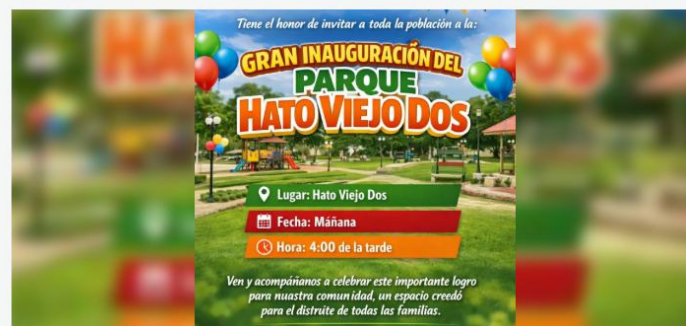 Tiene el honor de invitar a toda la población a la:
GRAN INAUGURACIÓN DEL
PARQUE
HATO VIEJO DOS
Lugar: Hato Viejo Dos
Fecha: Máñana
Hora: 4:00 de la tarde
Ven y acompáñanos a celebrar este importante logro
para nuestra comunidad, un espacio creedó
para el distrute de todas las familias.